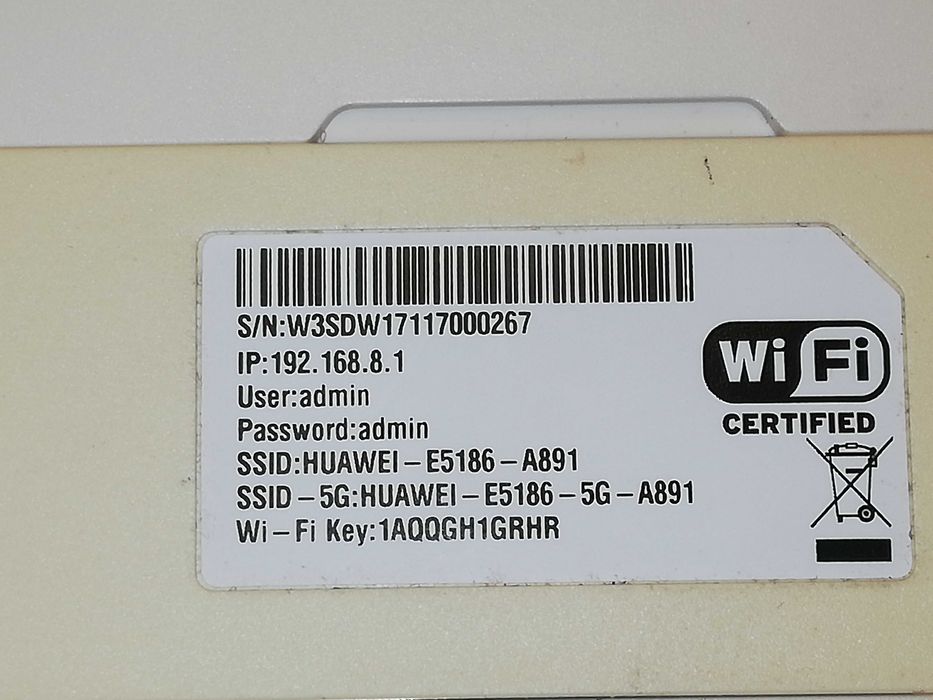 S/N:W3SDW17117000267
IP:192.168.8.1
User:admin
Password:admin
SSID:HUAWEI-E5186-A891
SSID-5G:HUAWEI-E5186-5G-A891
Wi-Fi Key:1AQQGH1GRHR
Wi Fi
CERTIFIED